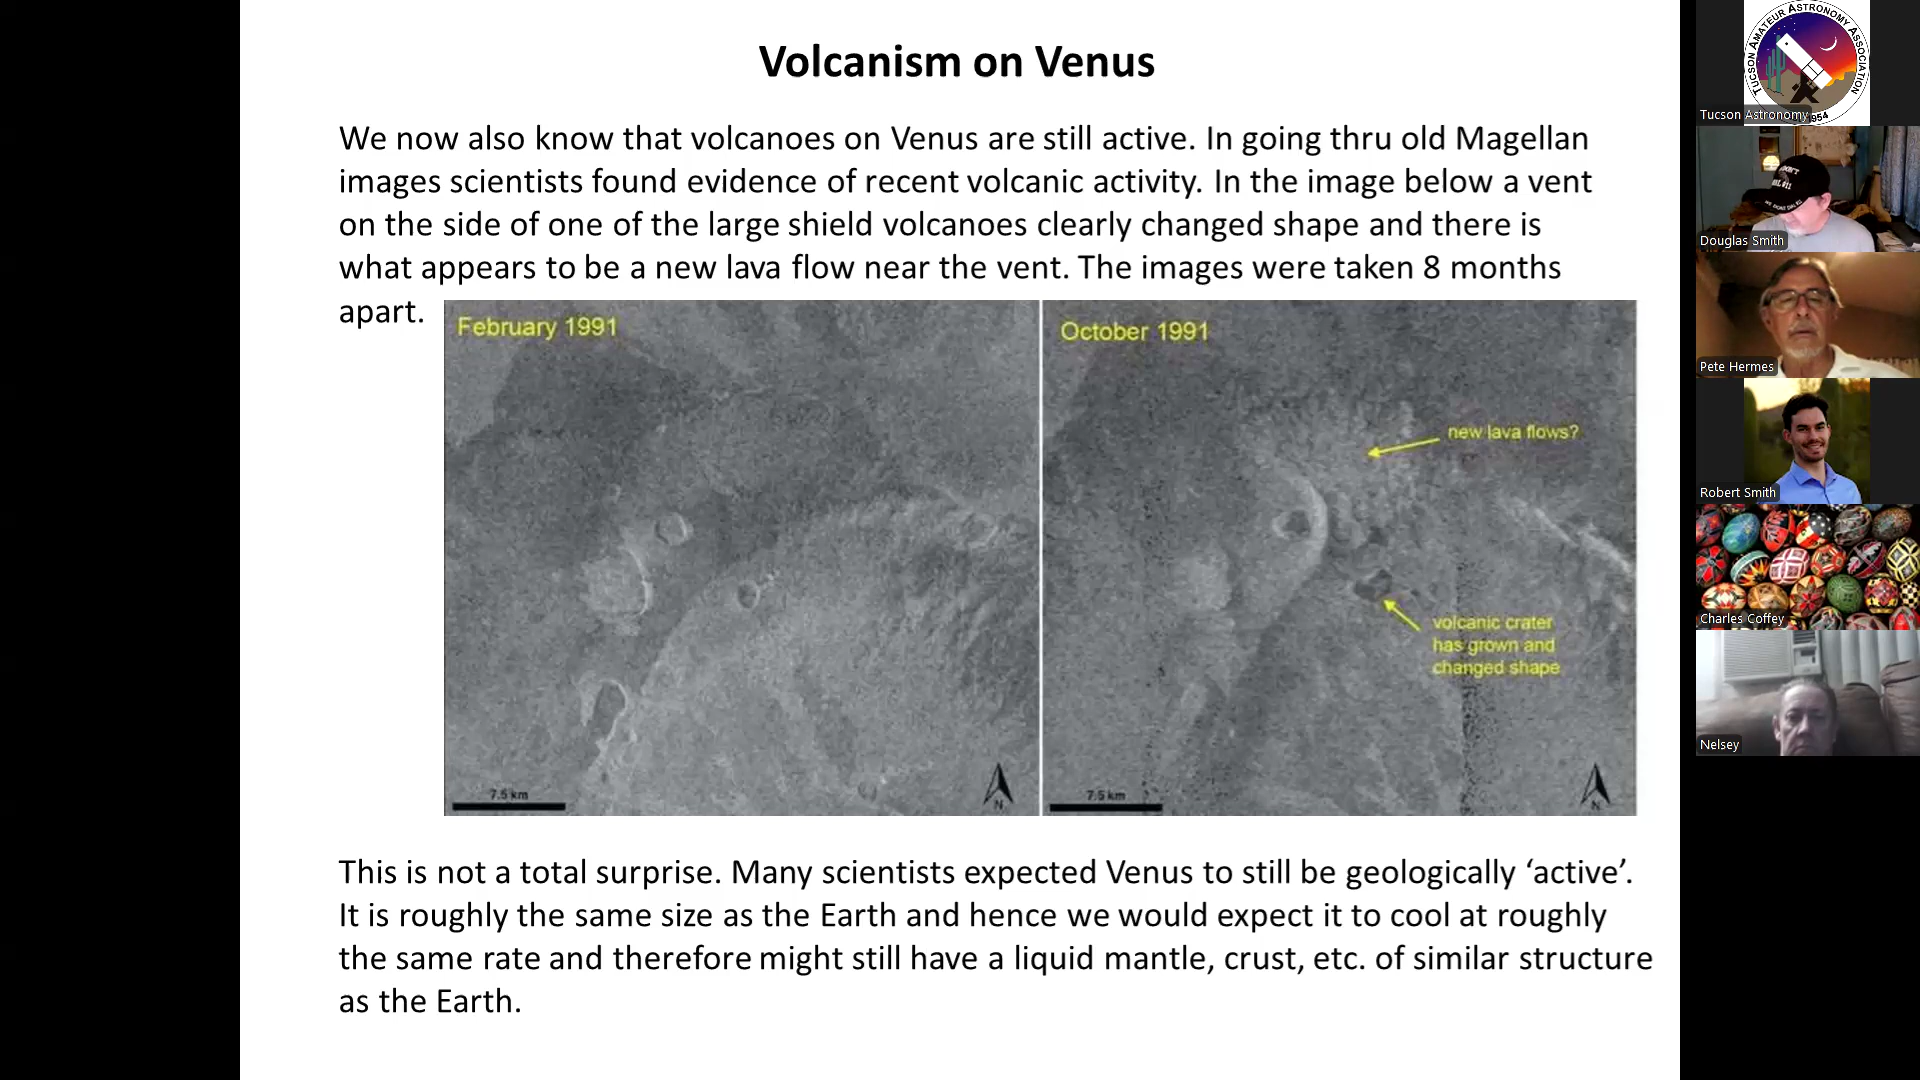 Volcanism on Venus
We now also know that volcanoes on Venus are still active. In going thru old Magellan
images scientists found evidence of recent volcanic activity. In the image below a vent
on the side of one of the large shield volcanoes clearly changed shape and there is
what appears to be a new lava flow near the vent. The images were taken 8 months
apart.
February 1991
7.5 km
N
October 1991
new lava flows?
volcanic crater
has grown and
changed shape
7.5 km
N
This is not a total surprise. Many scientists expected Venus to still be geologically ‘active’.
It is roughly the same size as the Earth and hence we would expect it to cool at roughly
the same rate and therefore might still have a liquid mantle, crust, etc. of similar structure
as the Earth.
TUCSON AMATEUR ASTRONOMY ASSOCIATION
1954
Tucson Astronomy
Douglas Smith
Pete Hermes
Robert Smith
Charles Coffey
Nelsey